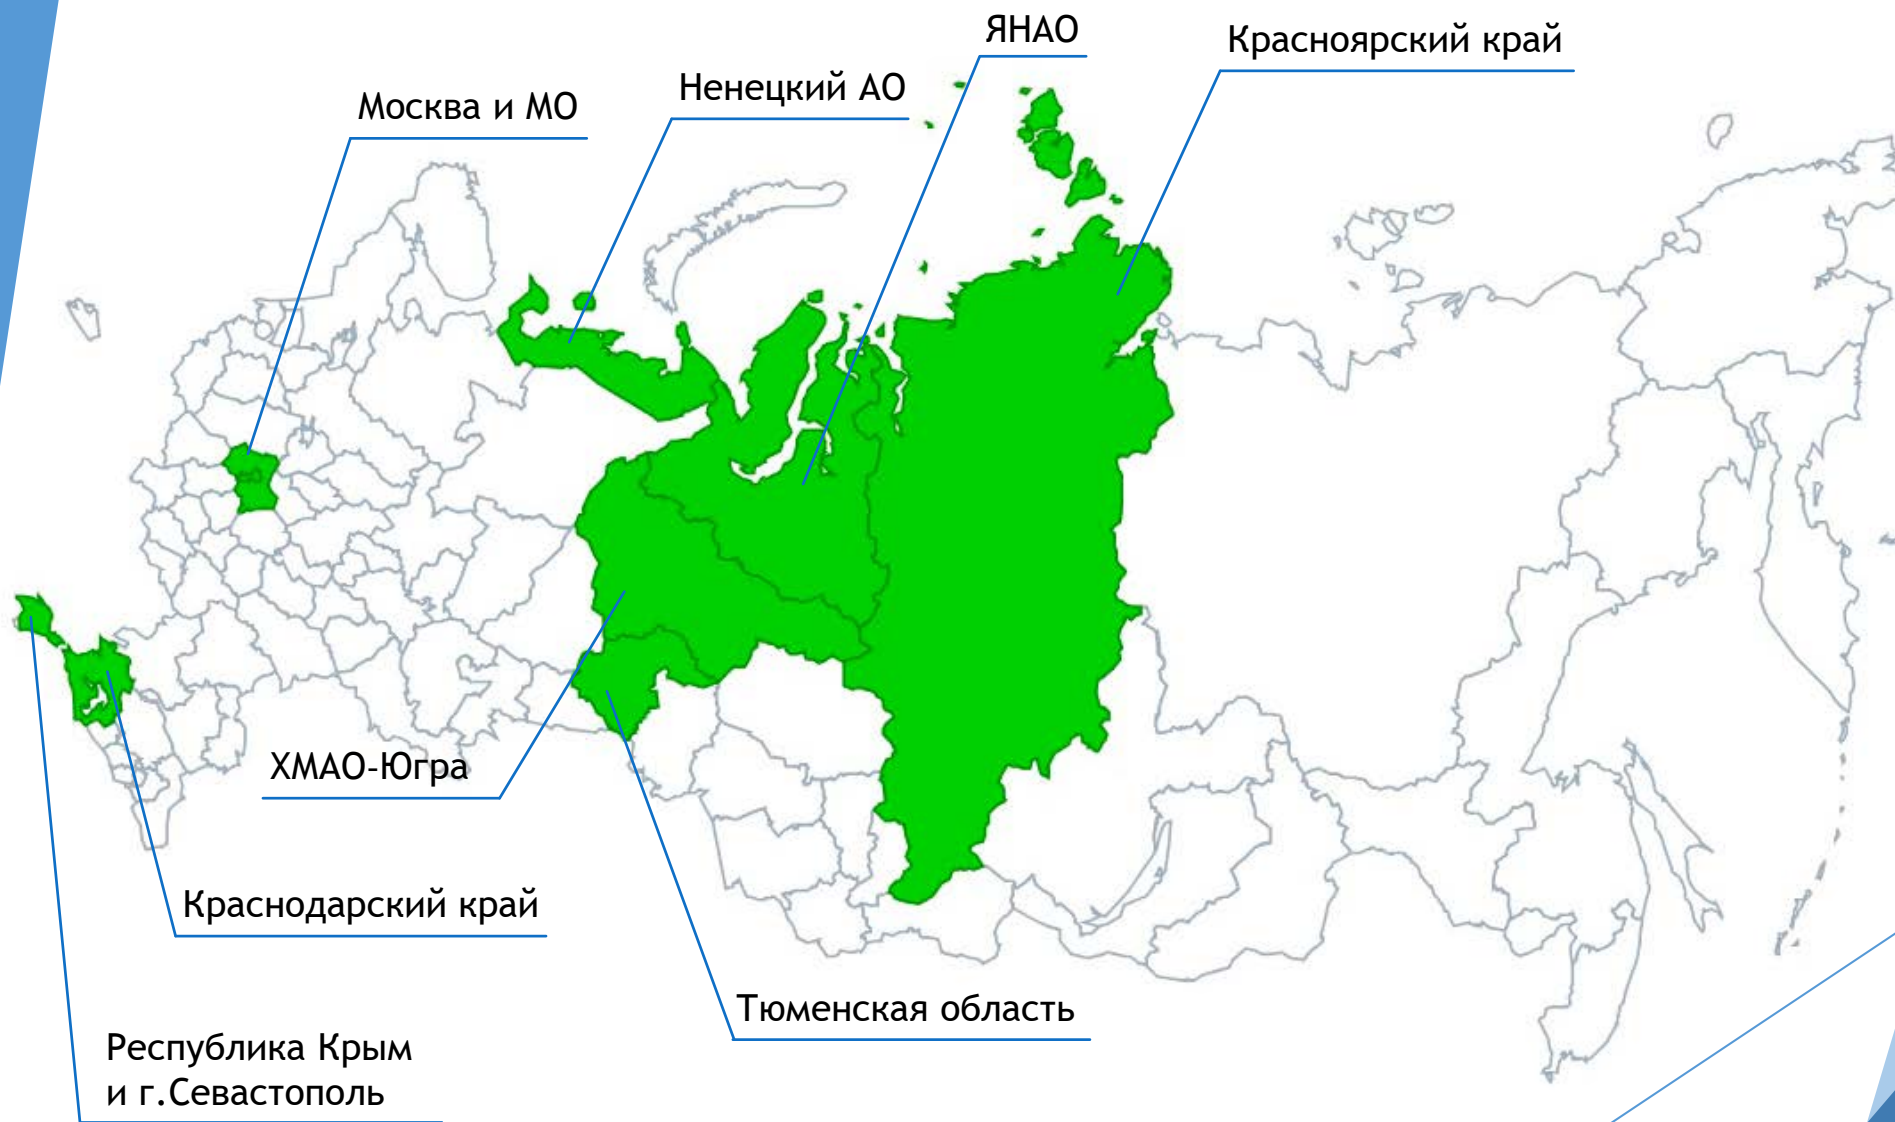 ЯНАО
Красноярский край
Ненецкий АО
Москва и МО
ХМАО-Югра
Краснодарский край
Тюменская область
Республика Крым
и г.Севастополь